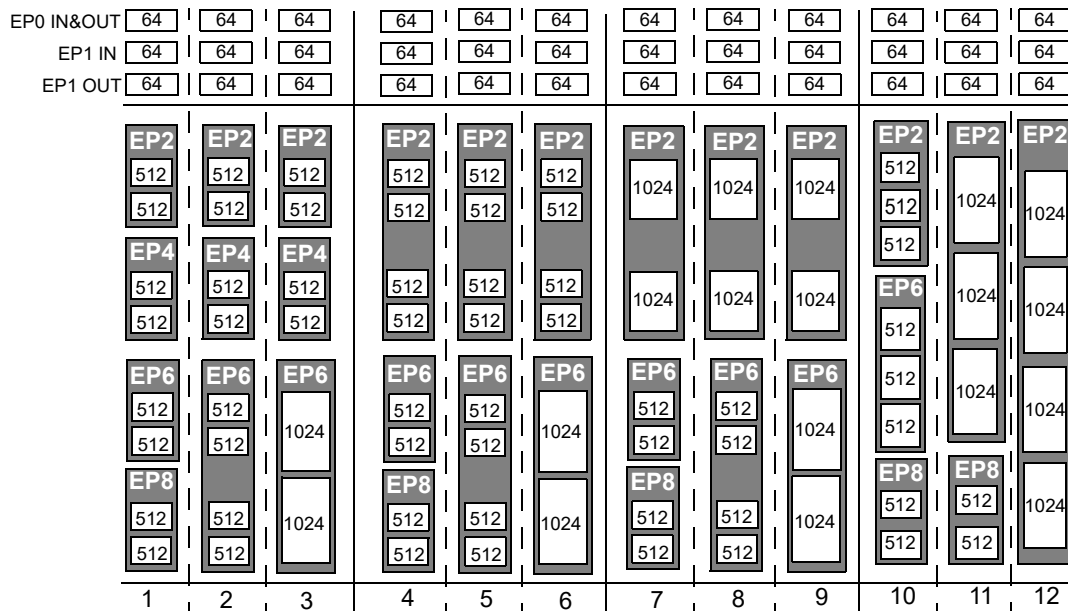 EP0 IN&OUT 64 64 64 64 64 64 64 64 64 64 64 64
EP1 IN 64 64 64 64 64 64 64 64 64 64 64 64
EP1 OUT 64 64 64 64 64 64 64 64 64 64 64 64
EP2 EP2 EP2 EP2 EP2 EP2 EP2 EP2 EP2 EP2 EP2 EP2
512 512 512 512 512 512 1024 1024 1024 512
512 512 512 512 512 512 512 1024 1024
512
EP4 EP4 EP4
512 512 512 512 512 512 1024 1024 1024 EP6 1024
512 512 512 512 512 512 512 1024
EP6 EP6 EP6 EP6 EP6 EP6 EP6 EP6 EP6 512 1024
512 512 1024 512 512 1024 512 512 1024 512 1024
512 512 512 512 512 512
EP8 EP8 EP8 EP8 EP8
512 512 1024 512 512 1024 512 512 1024 512 512 1024
512 512 512 512 512 512 512 512
1 2 3 4 5 6 7 8 9 10 11 12